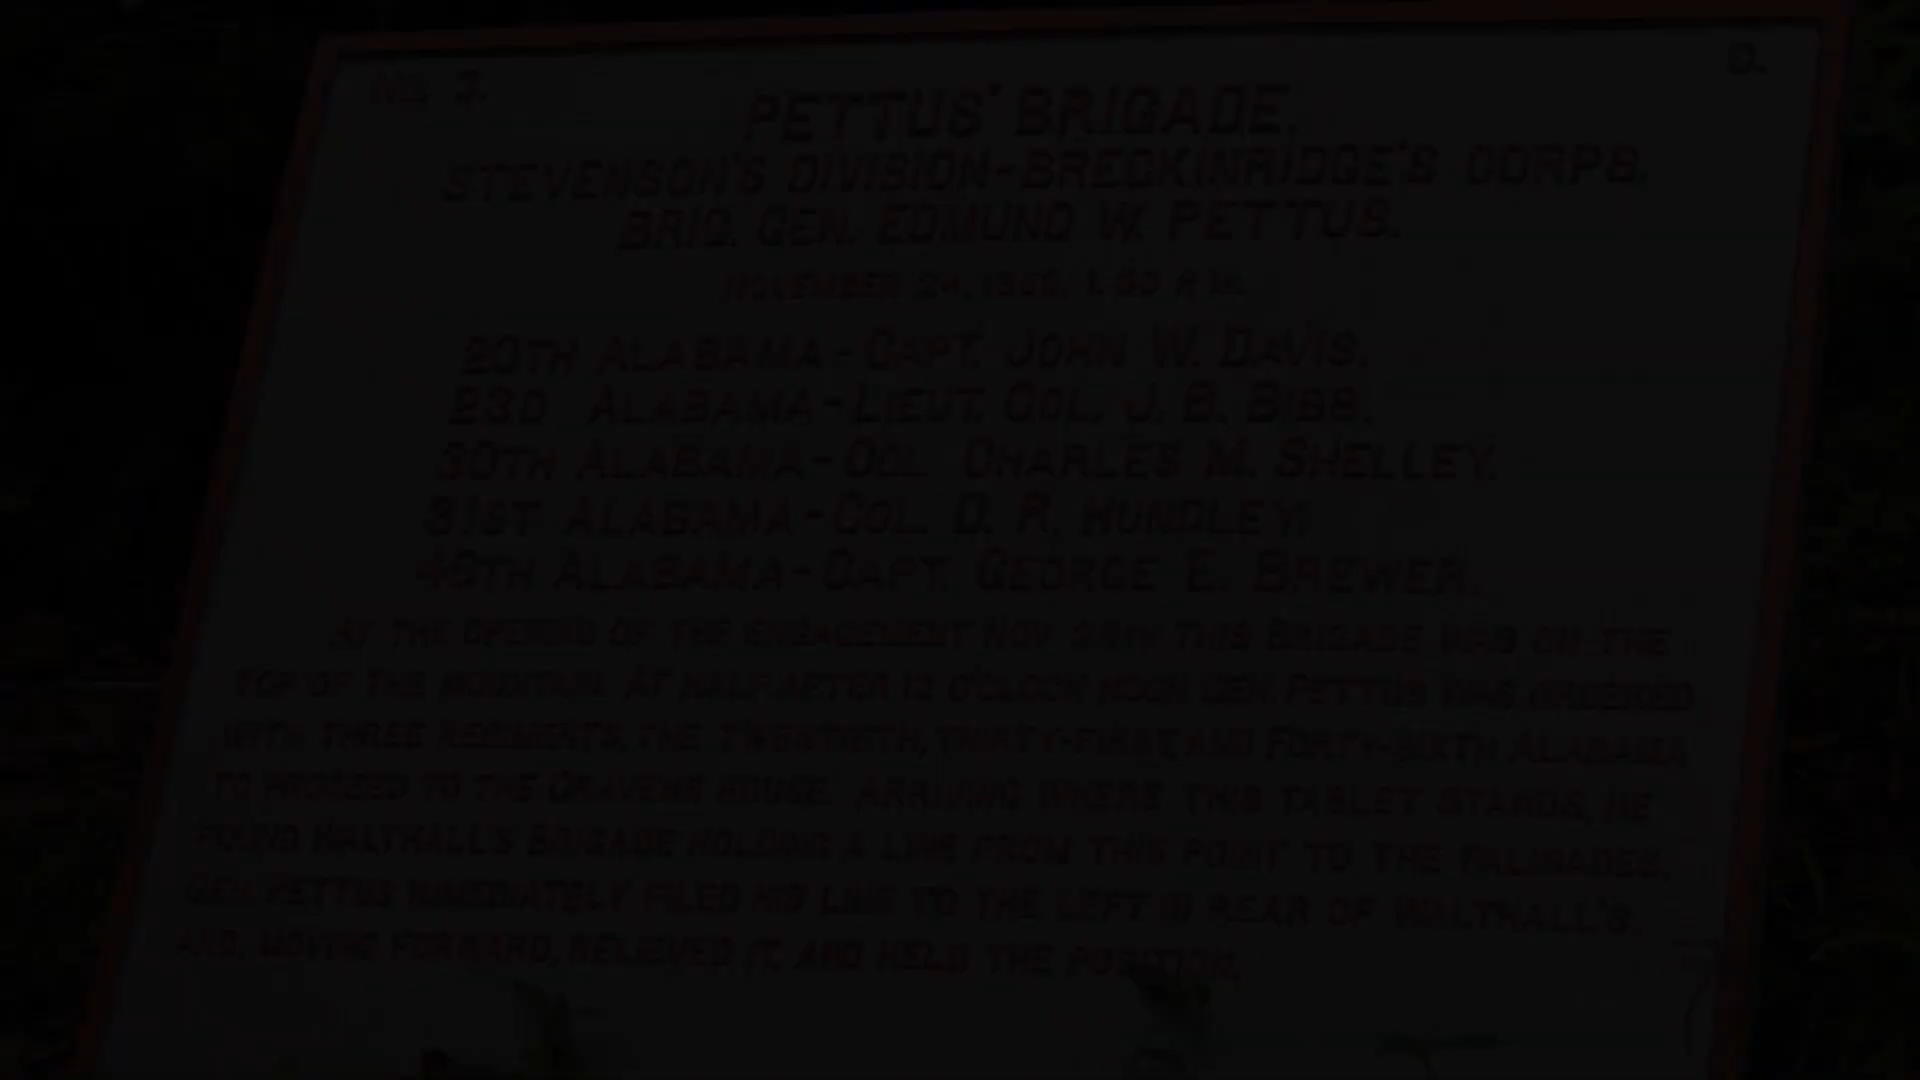 No. 3. C.
PETTUS' BRIGADE.
STEVENSON'S DIVISION-BRECKINRIDGE'S CORPS.
BRIG. GEN. EDMUND W. PETTUS.
NOVEMBER 24, 1863, 1:00 P.M.
20TH ALABAMA-CAPT. JOHN W. DAVIS.
23D ALABAMA-LIEUT. COL. J. B. BIBB.
30TH ALABAMA-COL. CHARLES M. SHELLEY.
31ST ALABAMA-COL. D. R. HUNDLEY.
46TH ALABAMA-CAPT. GEORGE E. BREWER.
AT THE OPENING OF THE ENGAGEMENT NOV. 24TH THIS BRIGADE WAS ON THE
TOP OF THE MOUNTAIN. AT HALF AFTER 12 O'CLOCK NOON GEN. PETTUS WAS ORDERED
WITH THREE REGIMENTS, THE TWENTIETH, THIRTY-FIRST, AND FORTY-SIXTH ALABAMA
TO PROCEED TO THE CRAVENS HOUSE. ARRIVING WHERE THIS TABLET STANDS, HE
FOUND WALTHALL'S BRIGADE HOLDING A LINE FROM THIS POINT TO THE PALISADES.
GEN. PETTUS IMMEDIATELY FILED HIS LINE TO THE LEFT IN REAR OF WALTHALL'S,
AND, MOVING FORWARD, RELIEVED IT, AND HELD THE POSITION.